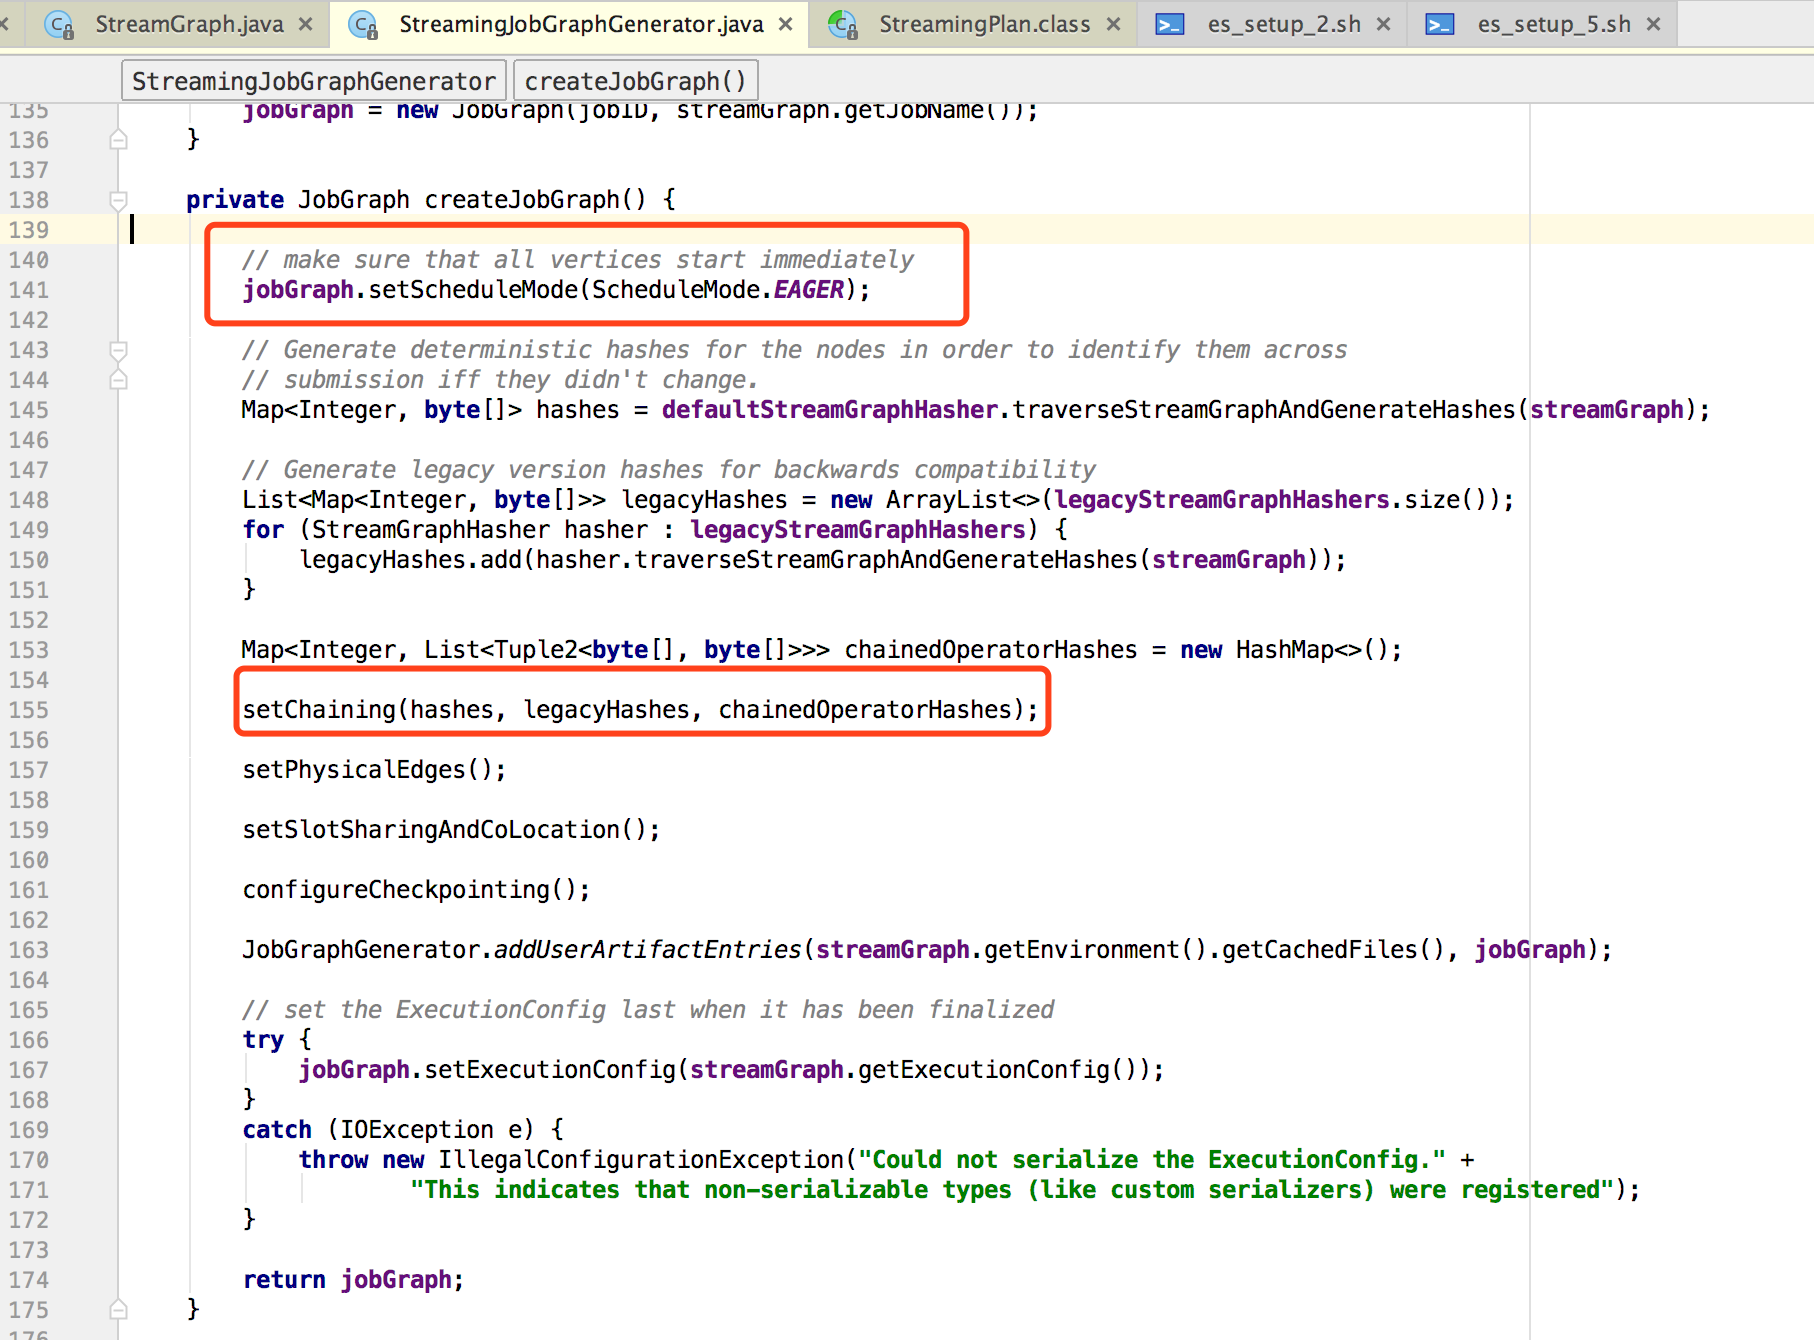 StreamGraph.java
StreamingJobGraphGenerator.java
StreamingPlan.class
es_setup_2.sh
es_setup_5.sh
StreamingJobGraphGenerator
createJobGraph()
135 jobGraph = new JobGraph(jobID, streamGraph.getJobName());
136 }
137
138 private JobGraph createJobGraph() {
139
140 // make sure that all vertices start immediately
141 jobGraph.setScheduleMode(ScheduleMode.EAGER);
142
143 // Generate deterministic hashes for the nodes in order to identify them across
144 // submission iff they didn't change.
145 Map<Integer, byte[]> hashes = defaultStreamGraphHasher.traverseStreamGraphAndGenerateHashes(streamGraph);
146
147 // Generate legacy version hashes for backwards compatibility
148 List<Map<Integer, byte[]>> legacyHashes = new ArrayList<>(legacyStreamGraphHashers.size());
149 for (StreamGraphHasher hasher : legacyStreamGraphHashers) {
150 legacyHashes.add(hasher.traverseStreamGraphAndGenerateHashes(streamGraph));
151 }
152
153 Map<Integer, List<Tuple2<byte[], byte[]>>> chainedOperatorHashes = new HashMap<>();
154
155 setChaining(hashes, legacyHashes, chainedOperatorHashes);
156
157 setPhysicalEdges();
158
159 setSlotSharingAndCoLocation();
160
161 configureCheckpointing();
162
163 JobGraphGenerator.addUserArtifactEntries(streamGraph.getEnvironment().getCachedFiles(), jobGraph);
164
165 // set the ExecutionConfig last when it has been finalized
166 try {
167 jobGraph.setExecutionConfig(streamGraph.getExecutionConfig());
168 }
169 catch (IOException e) {
170 throw new IllegalConfigurationException("Could not serialize the ExecutionConfig." +
171 "This indicates that non-serializable types (like custom serializers) were registered");
172 }
173
174 return jobGraph;
175 }
176